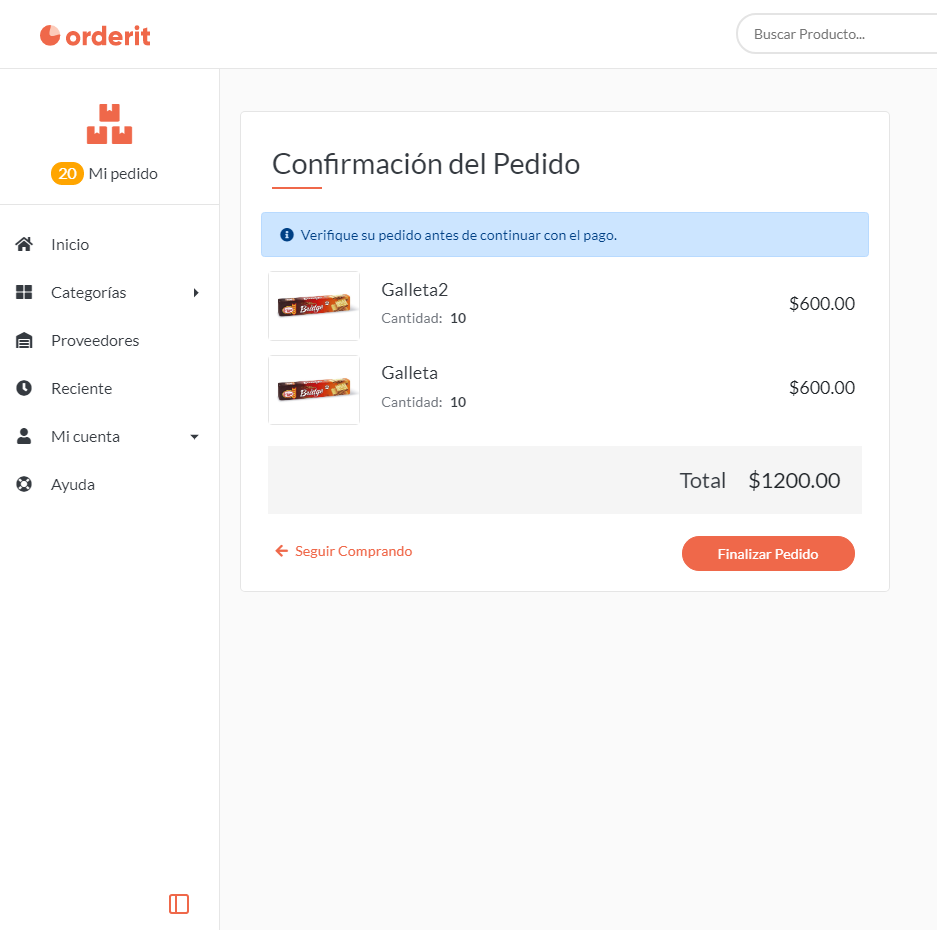 orderit
Buscar Producto...
20 Mi pedido
Inicio
Categorías
Proveedores
Reciente
Mi cuenta
Ayuda
Confirmación del Pedido
Verifique su pedido antes de continuar con el pago.
Galleta2
Cantidad: 10
$600.00
Galleta
Cantidad: 10
$600.00
Total $1200.00
Seguir Comprando
Finalizar Pedido